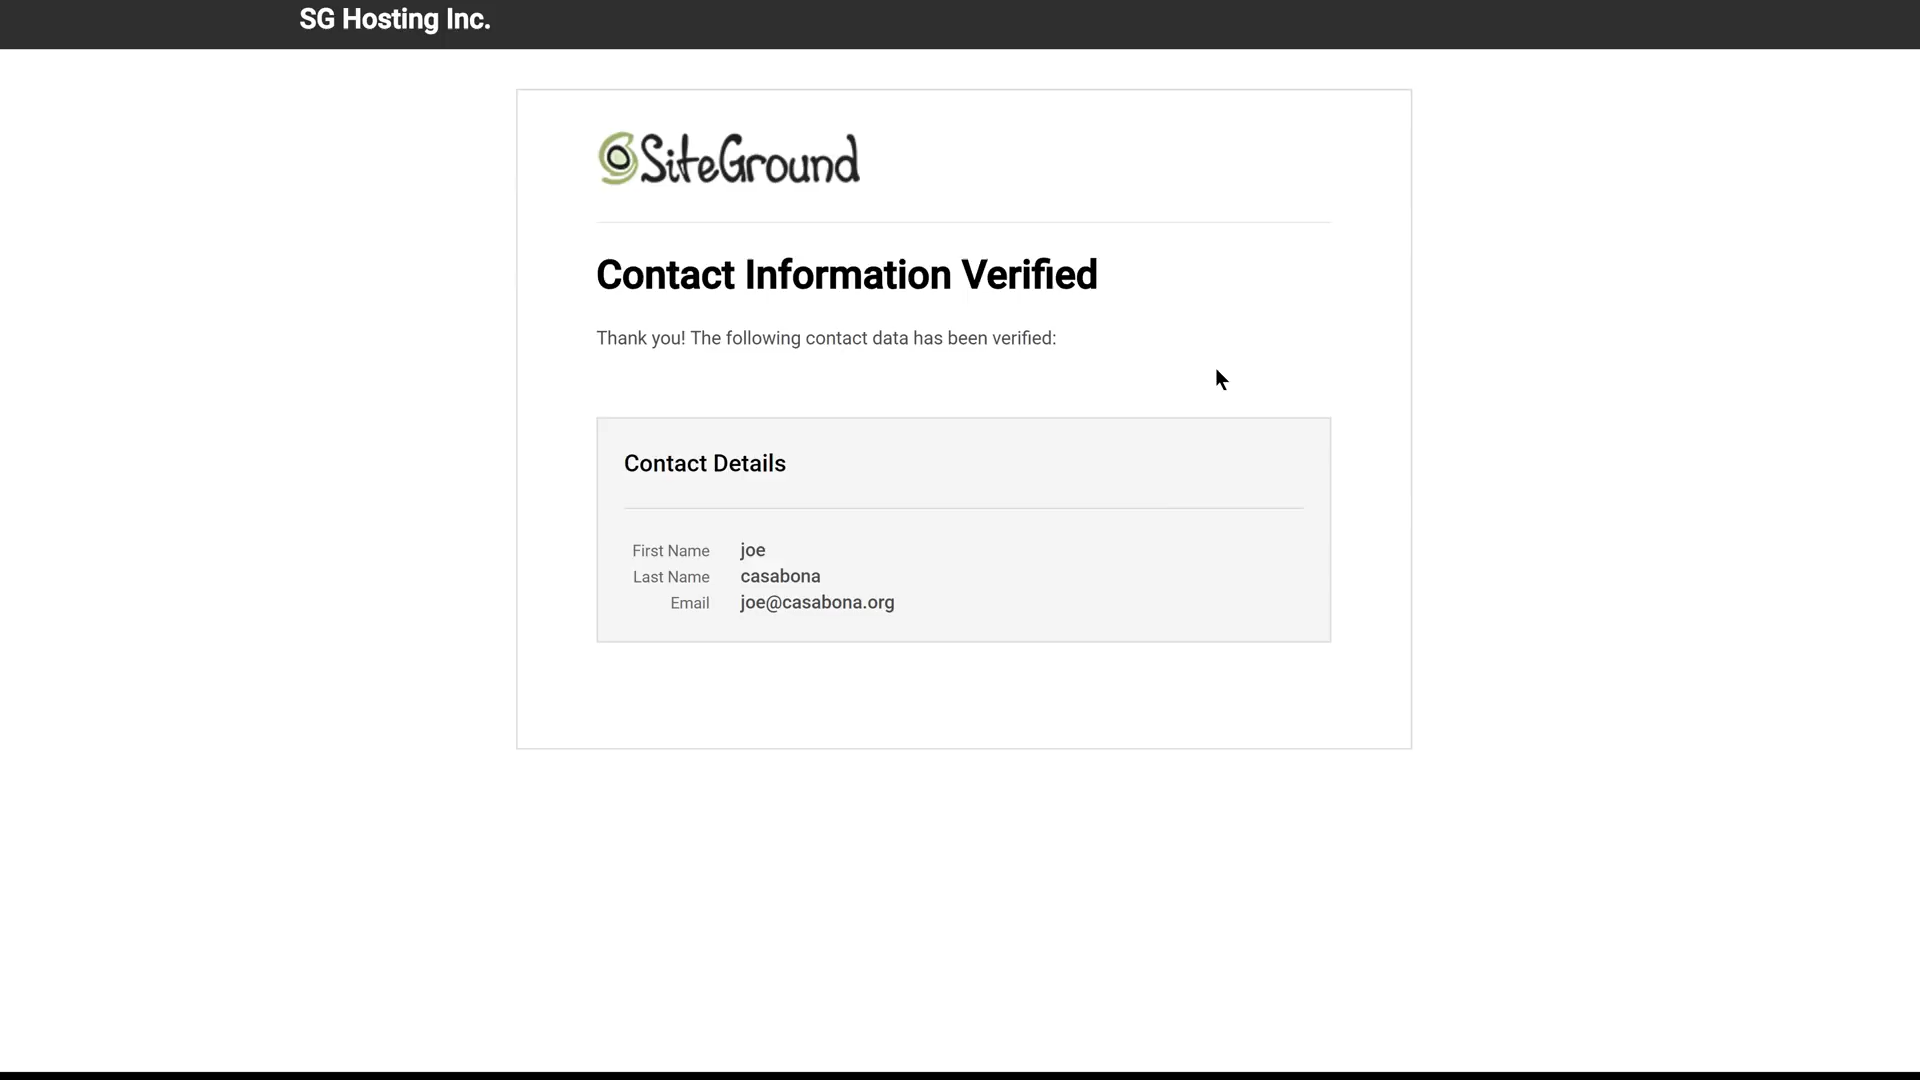 SG Hosting Inc.
SiteGround
Contact Information Verified
Thank you! The following contact data has been verified:
Contact Details
First Name joe
Last Name casabona
Email joe@casabona.org